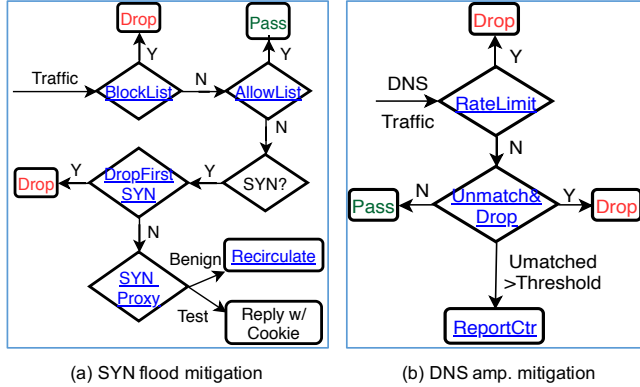 Drop
Pass
Y
Y
Traffic
BlockList
N
AllowList
N
Drop
Y
DropFirst
SYN
Y
SYN?
N
SYN
Proxy
Benign
Recirculate
Test
Reply w/
Cookie
(a) SYN flood mitigation
Drop
Y
DNS
Traffic
RateLimit
N
Pass
N
Unmatch&
Drop
Y
Drop
Umatched
>Threshold
ReportCtr
(b) DNS amp. mitigation